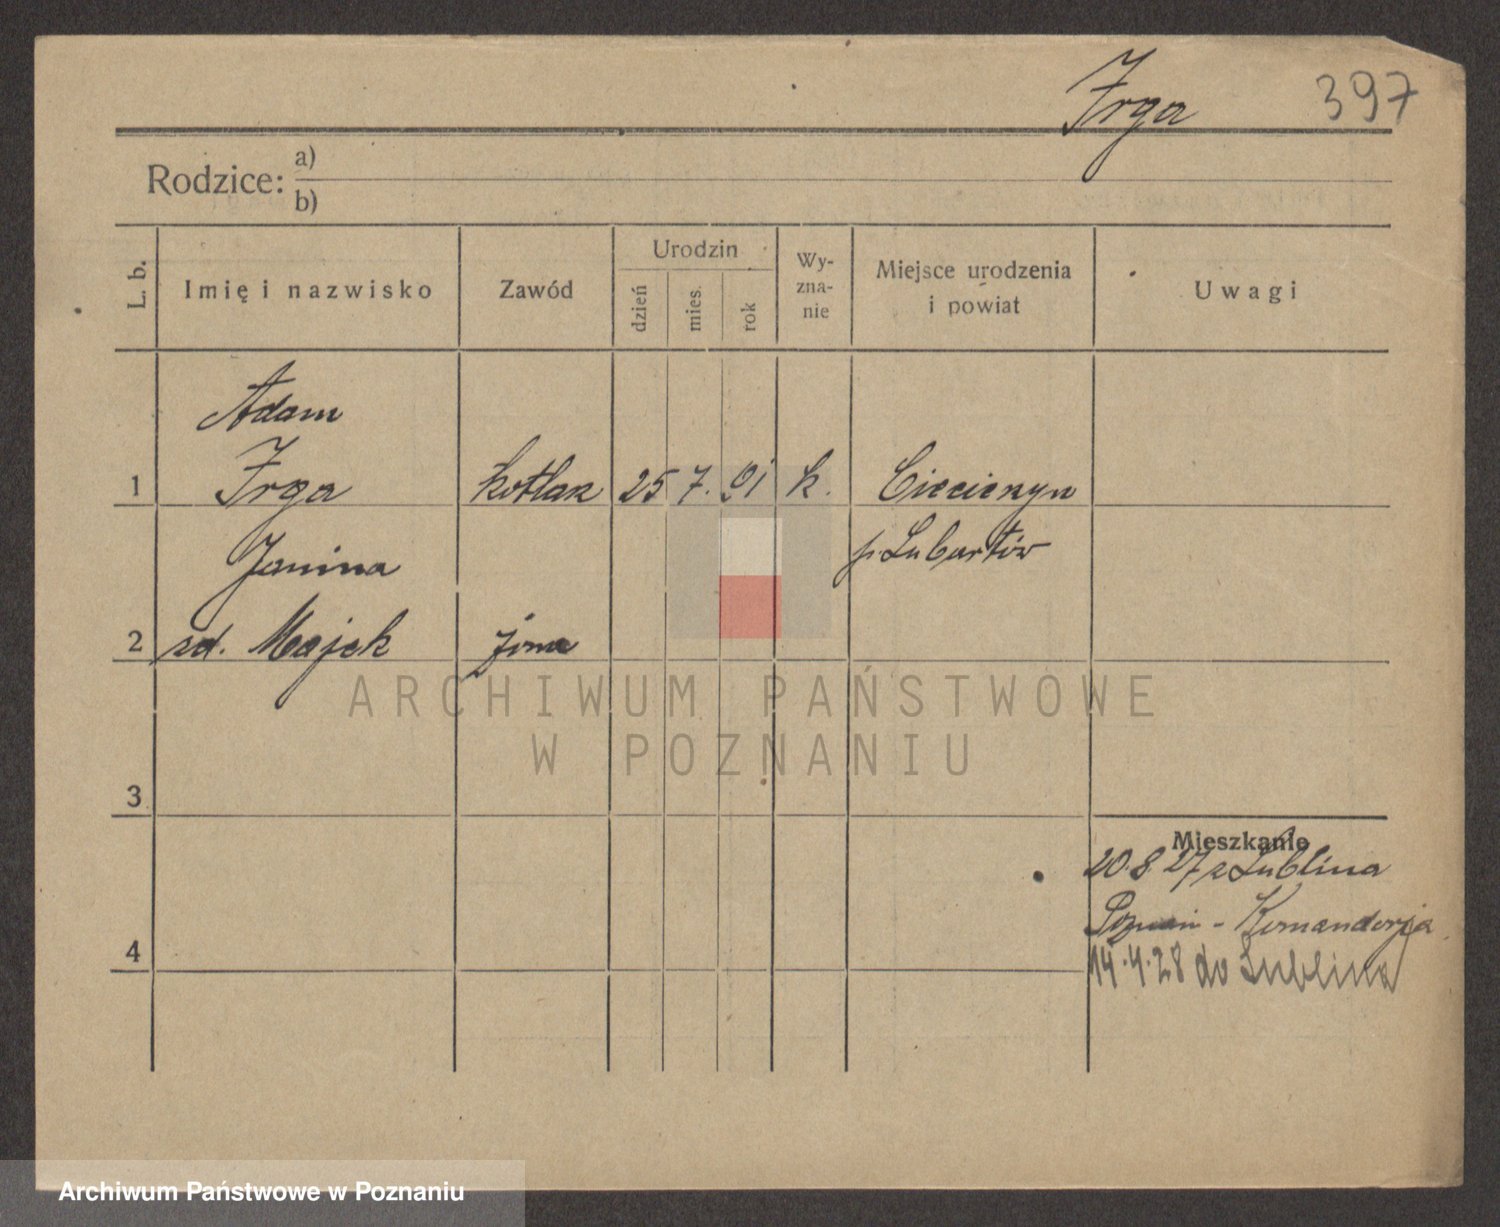 Irga 397
Rodzice: a)
b)
L. b. Imię i nazwisko Zawód Urodzin dzień mies. rok Wy-zna-nie Miejsce urodzenia i powiat Uwagi
Adam
1 Irga kotlarz 25 7. 91 k. Ciecierzyn
Janina p. Lubartów
2 zd. Majek żona
ARCHIWUM PAŃSTWOWE
W POZNANIU
3
Mieszkanie
20.8.27 z Lublina
Poznań - Komandorja
4 14.4.28 do Lublina
Archiwum Państwowe w Poznaniu